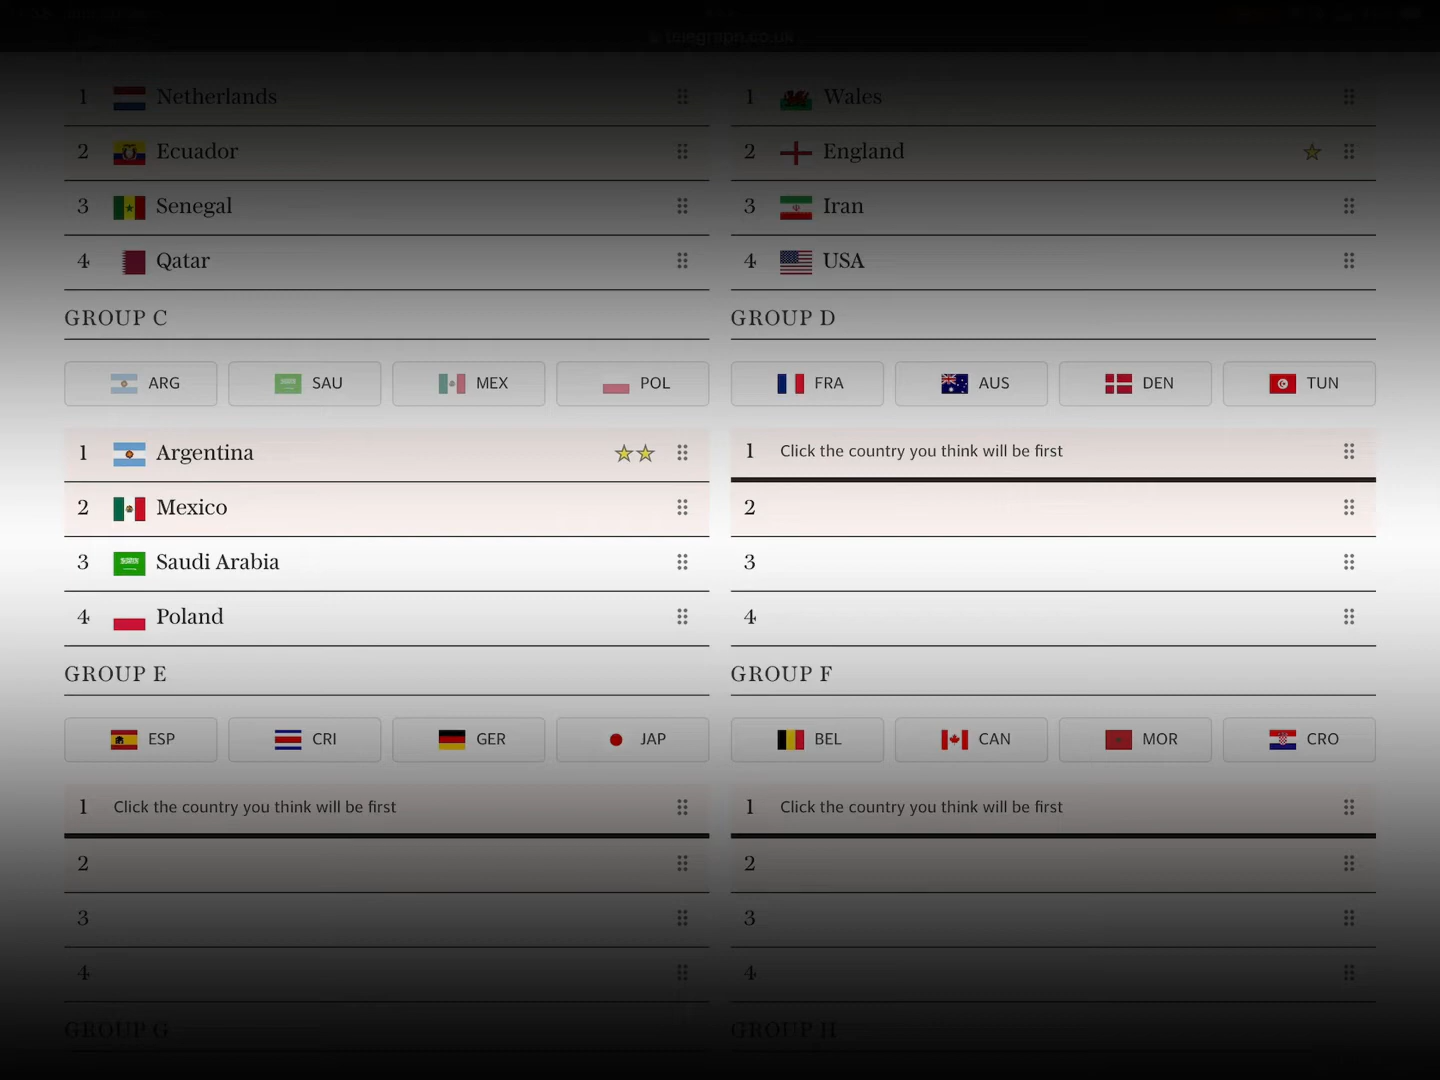 telegraph.co.uk
1 Netherlands
2 Ecuador
3 Senegal
4 Qatar
1 Wales
2 England
3 Iran
4 USA
GROUP C
ARG SAU MEX POL
1 Argentina
2 Mexico
3 Saudi Arabia
4 Poland
GROUP D
FRA AUS DEN TUN
1 Click the country you think will be first
2
3
4
GROUP E
ESP CRI GER JAP
1 Click the country you think will be first
2
3
4
GROUP F
BEL CAN MOR CRO
1 Click the country you think will be first
2
3
4
GROUP G
GROUP H